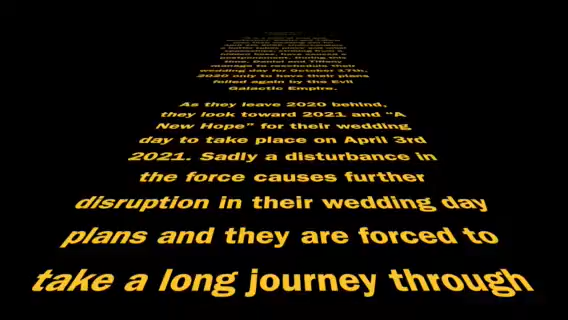 postponement. During this
time, Daniel and Tiffany
manage to reschedule their
wedding day for October 17th,
2020 only to have their plans
foiled again by the Evil
Galactic Empire.
As they leave 2020 behind,
they look toward 2021 and “A
New Hope” for their wedding
day to take place on April 3rd
2021. Sadly a disturbance in
the force causes further
disruption in their wedding day
plans and they are forced to
take a long journey through